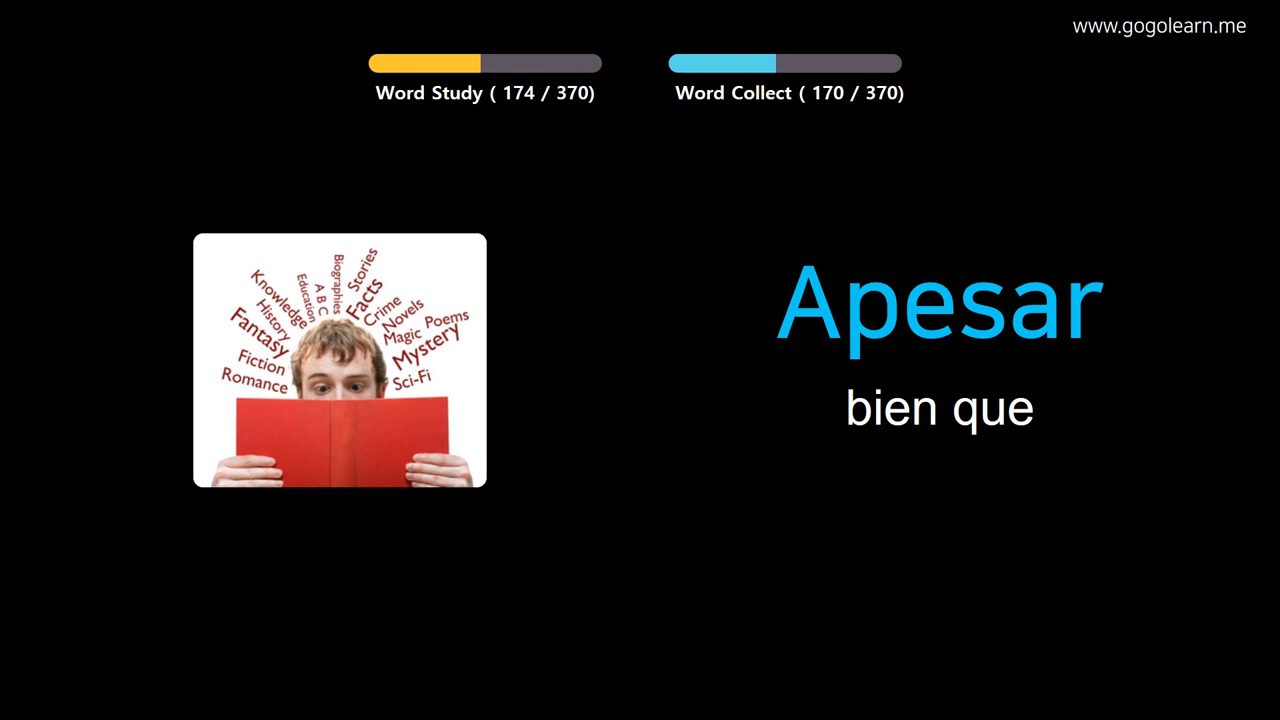 www.gogolearn.me
Word Study ( 174 / 370)
Word Collect ( 170 / 370)
Knowledge
History
Fantasy
Fiction
Romance
Education
A B C
Biographies
Stories
Facts
Crime
Novels
Magic
Poems
Mystery
Sci-Fi
Apesar
bien que